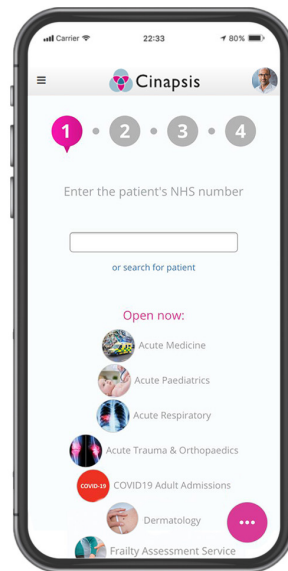 Carrier 22:33 80%
Cinapsis
1 2 3 4
Enter the patient's NHS number
or search for patient
Open now:
Acute Medicine
Acute Paediatrics
Acute Respiratory
Acute Trauma & Orthopaedics
COVID-19 COVID19 Adult Admissions
Dermatology
Frailty Assessment Service